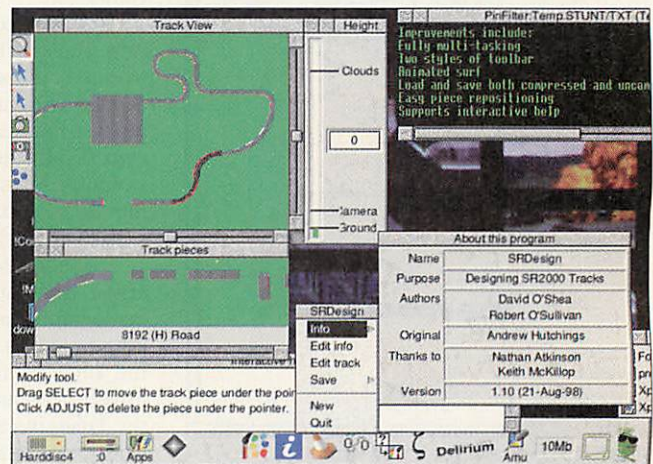 Track View
Height
Clouds
0
Camera
Ground
PinFilter:Temp.STUNT/TXT
Improvements include:
Fully multi-tasking
Two styles of toolbar
Animated surf
Load and save both compressed and uncom
Easy piece repositioning
Supports interactive help
Track pieces
8192 (H) Road
About this program
Name SRDesign
Purpose Designing SR2000 Tracks
Authors David O'Shea
Robert O'Sullivan
Original Andrew Hutchings
Thanks to Nathan Atkinson
Keith McKillop
Version 1.10 (21-Aug-98)
SRDesign
Info
Edit info
Edit track
Save
New
Quit
Modify tool.
Drag SELECT to move the track piece under the poin
Click ADJUST to delete the piece under the pointer.
Harddisc4
:0
Apps
0/0
Delirium
Amu
10Mb